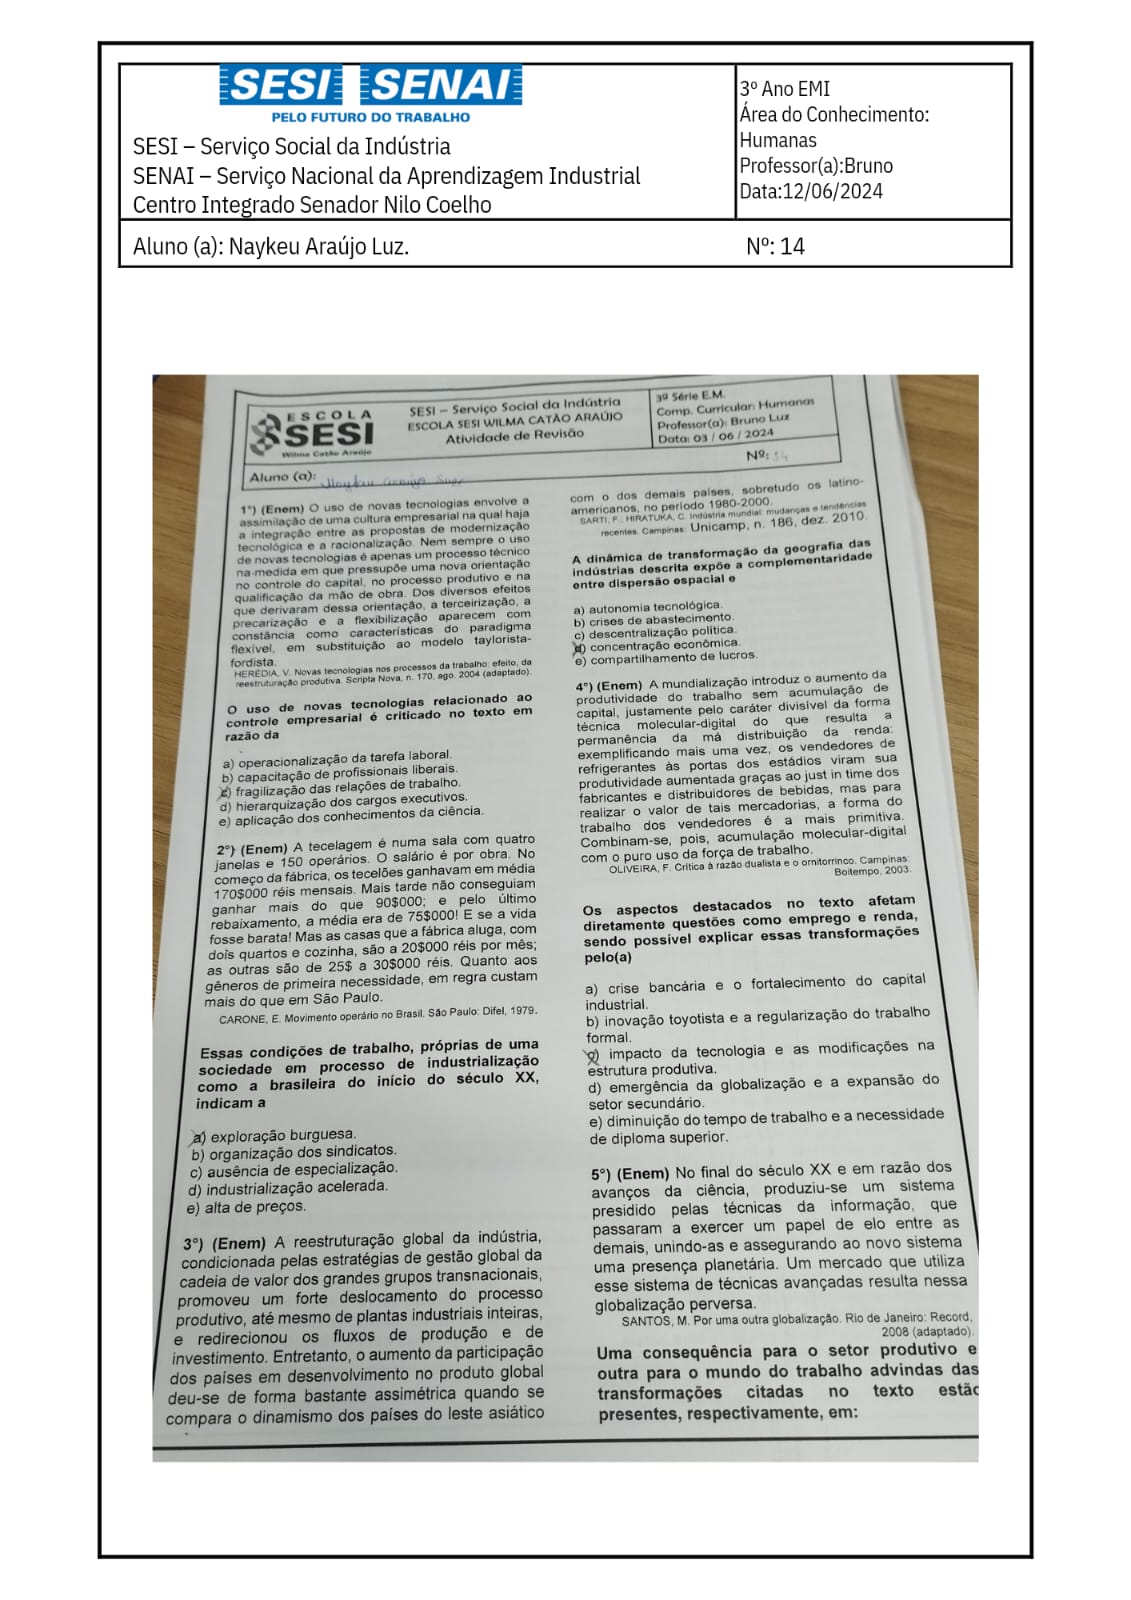 SESI SENAI
PELO FUTURO DO TRABALHO
SESI – Serviço Social da Indústria
SENAI – Serviço Nacional da Aprendizagem Industrial
Centro Integrado Senador Nilo Coelho
3º Ano EMI
Área do Conhecimento:
Humanas
Professor(a):Bruno
Data:12/06/2024
Aluno (a): Naykeu Araújo Luz.
Nº: 14
ESCOLA
SESI
Wilma Catão Araújo
SESI – Serviço Social da Indústria
ESCOLA SESI WILMA CATÃO ARAÚJO
Atividade de Revisão
3ª Série E.M.
Comp. Curricular: Humanas
Professor(a): Bruno Luz
Data: 03 / 06 / 2024
Nº:
Aluno (a):
1°) (Enem) O uso de novas tecnologias envolve a
assimilação de uma cultura empresarial na qual haja
a integração entre as propostas de modernização
tecnológica e a racionalização. Nem sempre o uso
de novas tecnologias é apenas um processo técnico
na medida em que pressupõe uma nova orientação
no controle do capital, no processo produtivo e na
qualificação da mão de obra. Dos diversos efeitos
que derivaram dessa orientação, a terceirização, a
precarização e a flexibilização aparecem com
constância como características do paradigma
flexível, em substituição ao modelo taylorista-
fordista.
HERÉDIA, V. Novas tecnologias nos processos da trabalho: efeito, da
reestruturação produtiva. Scripta Nova, n. 170, ago. 2004 (adaptado).
O uso de novas tecnologias relacionado ao
controle empresarial é criticado no texto em
razão da
a) operacionalização da tarefa laboral.
b) capacitação de profissionais liberais.
c) fragilização das relações de trabalho.
d) hierarquização dos cargos executivos.
e) aplicação dos conhecimentos da ciência.
2°) (Enem) A tecelagem é numa sala com quatro
janelas e 150 operários. O salário é por obra. No
começo da fábrica, os tecelões ganhavam em média
170$000 réis mensais. Mais tarde não conseguiam
ganhar mais do que 90$000; e pelo último
rebaixamento, a média era de 75$000! E se a vida
fosse barata! Mas as casas que a fábrica aluga, com
dois quartos e cozinha, são a 20$000 réis por mês;
as outras são de 25$ a 30$000 réis. Quanto aos
gêneros de primeira necessidade, em regra custam
mais do que em São Paulo.
CARONE, E. Movimento operário no Brasil. São Paulo: Difel, 1979.
Essas condições de trabalho, próprias de uma
sociedade em processo de industrialização
como a brasileira do início do século XX,
indicam a
a) exploração burguesa.
b) organização dos sindicatos.
c) ausência de especialização.
d) industrialização acelerada.
e) alta de preços.
3°) (Enem) A reestruturação global da indústria,
condicionada pelas estratégias de gestão global da
cadeia de valor dos grandes grupos transnacionais,
promoveu um forte deslocamento do processo
produtivo, até mesmo de plantas industriais inteiras,
e redirecionou os fluxos de produção e de
investimento. Entretanto, o aumento da participação
dos países em desenvolvimento no produto global
deu-se de forma bastante assimétrica quando se
compara o dinamismo dos países do leste asiático
com o dos demais países, sobretudo os latino-
americanos, no período 1980-2000.
SARTI, F.; HIRATUKA, C. Indústria mundial: mudanças e tendências
recentes. Campinas: Unicamp, n. 186, dez. 2010.
A dinâmica de transformação da geografia das
indústrias descrita expõe a complementaridade
entre dispersão espacial e
a) autonomia tecnológica.
b) crises de abastecimento.
c) descentralização política.
d) concentração econômica.
e) compartilhamento de lucros.
4°) (Enem) A mundialização introduz o aumento da
produtividade do trabalho sem acumulação de
capital, justamente pelo caráter divisível da forma
técnica molecular-digital do que resulta a
permanência da má distribuição da renda:
exemplificando mais uma vez, os vendedores de
refrigerantes às portas dos estádios viram sua
produtividade aumentada graças ao just in time dos
fabricantes e distribuidores de bebidas, mas para
realizar o valor de tais mercadorias, a forma do
trabalho dos vendedores é a mais primitiva.
Combinam-se, pois, acumulação molecular-digital
com o puro uso da força de trabalho.
OLIVEIRA, F. Crítica à razão dualista e o ornitorrinco. Campinas:
Boitempo, 2003.
Os aspectos destacados no texto afetam
diretamente questões como emprego e renda,
sendo possível explicar essas transformações
pelo(a)
a) crise bancária e o fortalecimento do capital
industrial.
b) inovação toyotista e a regularização do trabalho
formal.
c) impacto da tecnologia e as modificações na
estrutura produtiva.
d) emergência da globalização e a expansão do
setor secundário.
e) diminuição do tempo de trabalho e a necessidade
de diploma superior.
5°) (Enem) No final do século XX e em razão dos
avanços da ciência, produziu-se um sistema
presidido pelas técnicas da informação, que
passaram a exercer um papel de elo entre as
demais, unindo-as e assegurando ao novo sistema
uma presença planetária. Um mercado que utiliza
esse sistema de técnicas avançadas resulta nessa
globalização perversa.
SANTOS, M. Por uma outra globalização. Rio de Janeiro: Record,
2008 (adaptado).
Uma consequência para o setor produtivo e
outra para o mundo do trabalho advindas das
transformações citadas no texto estão
presentes, respectivamente, em: